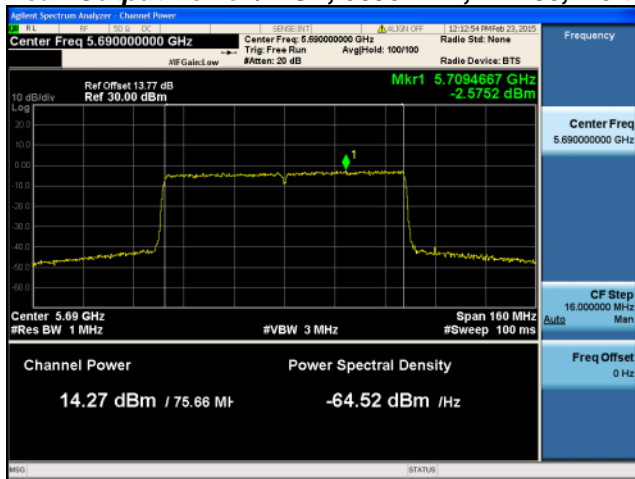 Agilent Spectrum Analyzer - Channel Power
RL RF 50 Ω DC SENSE:INT ALIGN OFF 12:12:54 PM Feb 23, 2015
Center Freq 5.690000000 GHz
Center Freq: 5.690000000 GHz
Radio Std: None
Trig: Free Run Avg|Hold: 100/100
#IFGain:Low
#Atten: 20 dB
Radio Device: BTS
Frequency
Ref Offset 13.77 dB
Ref 30.00 dBm
Mkr1 5.7094667 GHz
-2.5752 dBm
10 dB/div
Log
20.0
10.0
0.00
-10.0
-20.0
-30.0
-40.0
-50.0
-60.0
1
Center Freq
5.690000000 GHz
Center 5.69 GHz
Span 160 MHz
#Res BW 1 MHz
#VBW 3 MHz
#Sweep 100 ms
CF Step
16.000000 MHz
Auto Man
Channel Power
Power Spectral Density
14.27 dBm / 75.66 MH
-64.52 dBm /Hz
Freq Offset
0 Hz
MSG
STATUS